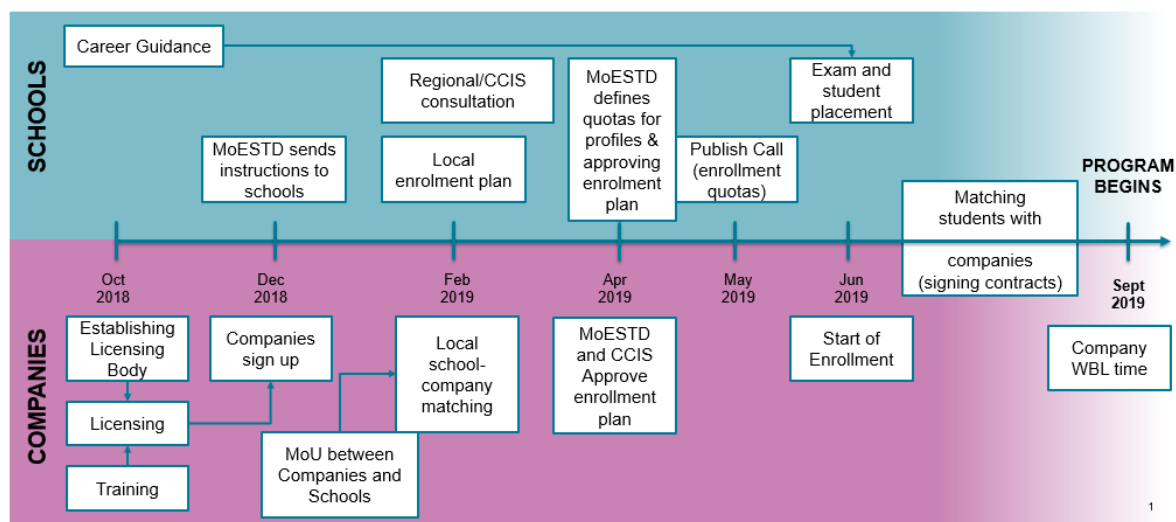 SCHOOLS
Career Guidance
Regional/CCIS
consultation
MoESTD
defines
quotas for
profiles &
approving
enrolment
plan
Exam and
student
placement
MoESTD sends
instructions to
schools
Local
enrolment plan
Publish Call
(enrollment
quotas)
PROGRAM
BEGINS
Matching
students with
companies
(signing contracts)
Oct
2018
Dec
2018
Feb
2019
Apr
2019
May
2019
Jun
2019
Sept
2019
COMPANIES
Establishing
Licensing
Body
Licensing
Training
Companies
sign up
MoU between
Companies and
Schools
Local
school-
company
matching
MoESTD
and CCIS
Approve
enrollment
plan
Start of
Enrollment
Company
WBL time
1